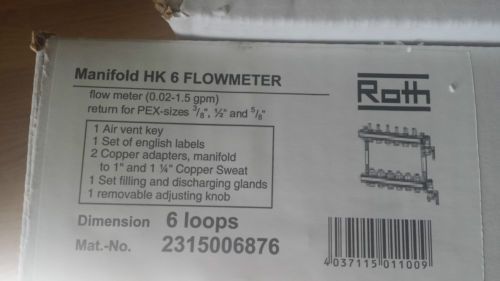 Manifold HK 6 FLOWMETER
flow meter (0.02-1.5 gpm)
return for PEX-sizes 3/8", ½" and 5/8"
1 Air vent key
1 Set of english labels
2 Copper adapters, manifold
to 1" and 1 ¼" Copper Sweat
1 Set filling and discharging glands
1 removable adjusting knob
Dimension 6 loops
Mat.-No. 2315006876
Roth
4037115011009